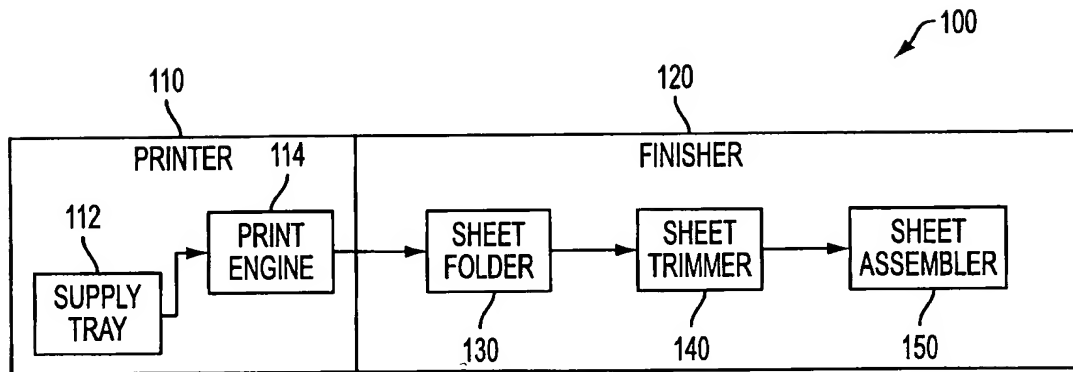 100
110
120
PRINTER
FINISHER
114
112
PRINT
ENGINE
SHEET
FOLDER
SHEET
TRIMMER
SHEET
ASSEMBLER
SUPPLY
TRAY
130
140
150